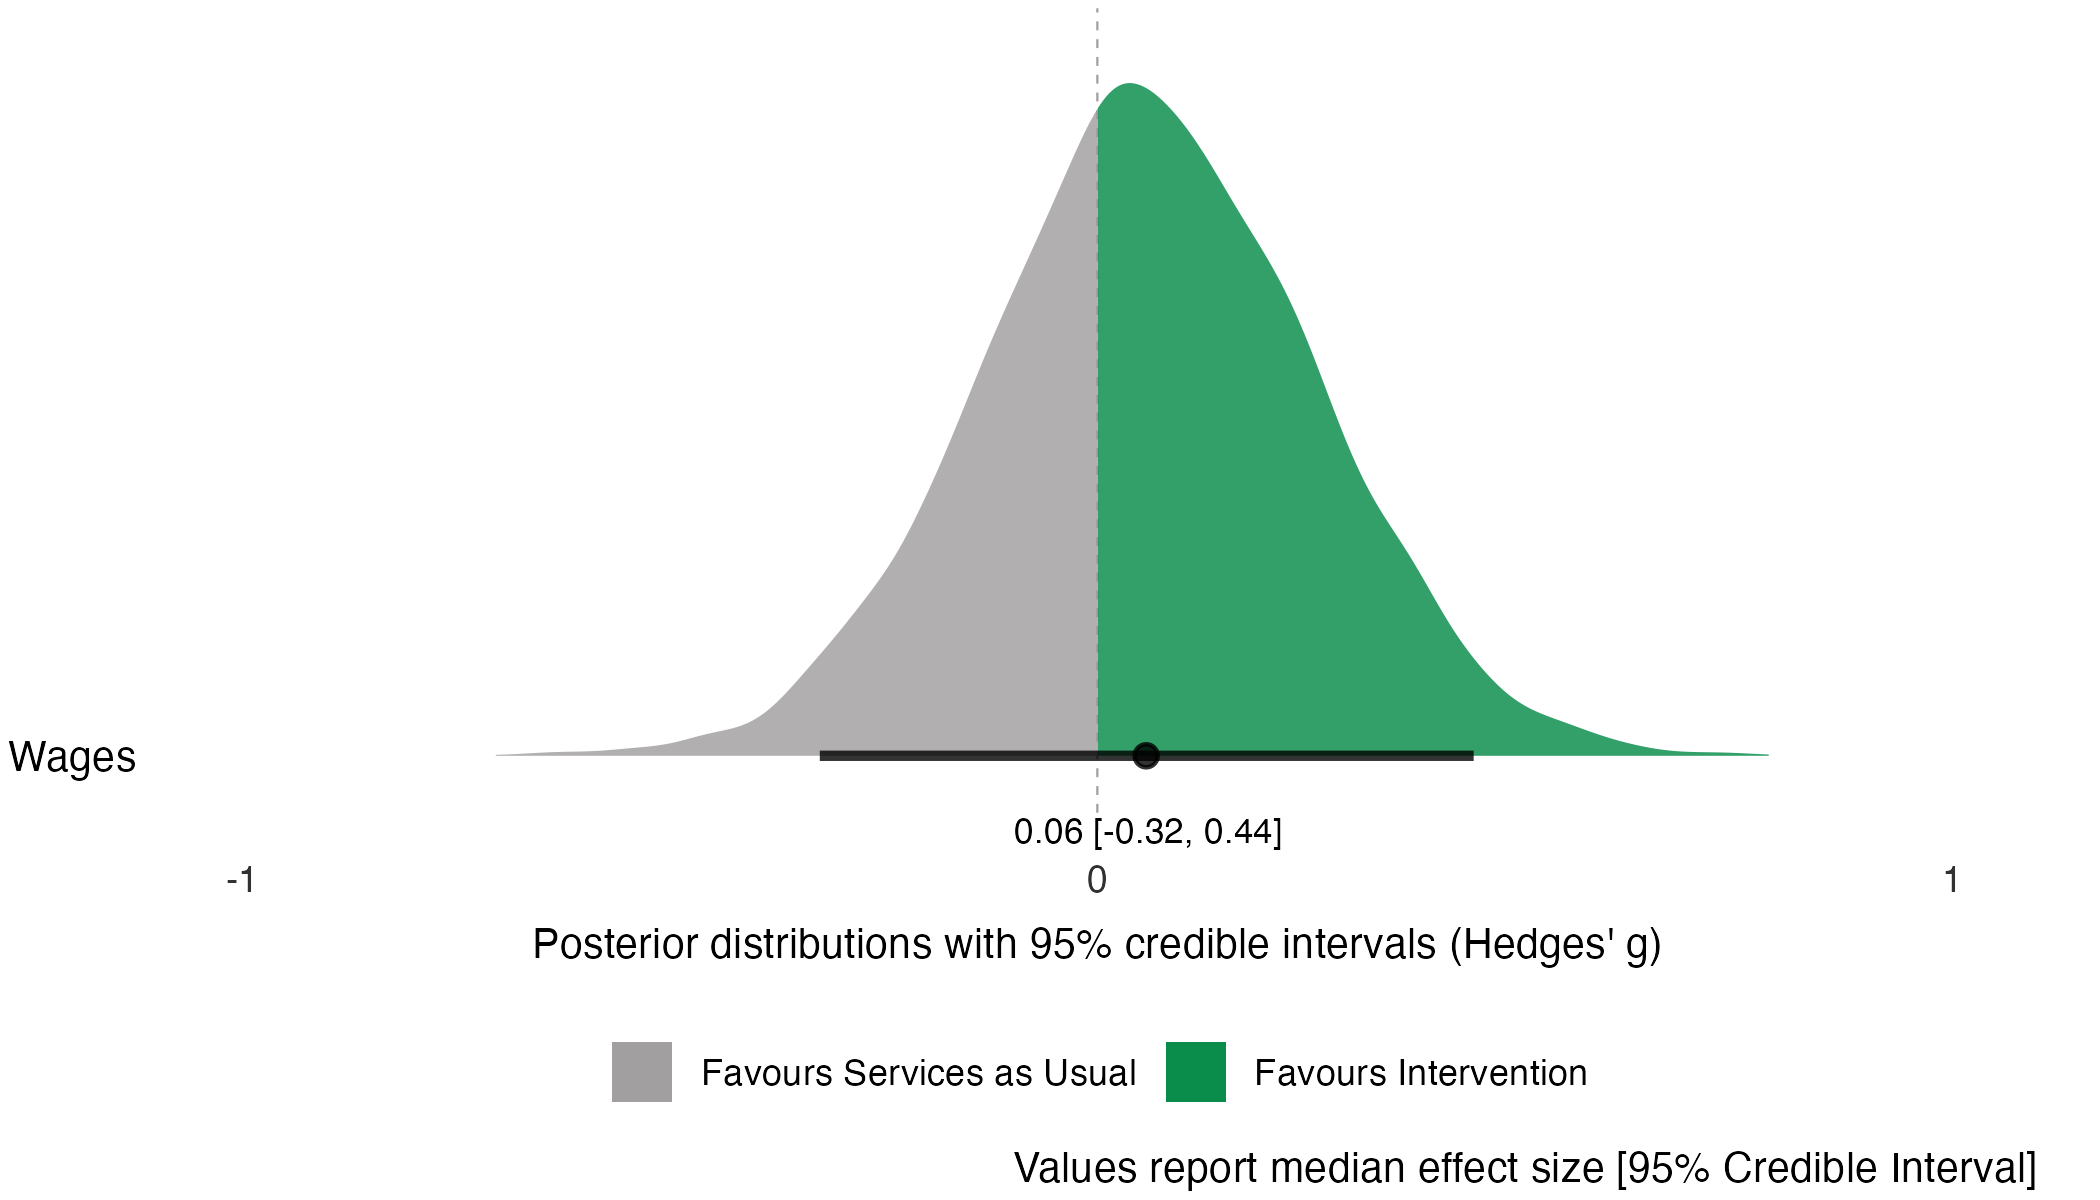 Wages
0.06 [-0.32, 0.44]
-1 0 1
Posterior distributions with 95% credible intervals (Hedges' g)
Favours Services as Usual Favours Intervention
Values report median effect size [95% Credible Interval]